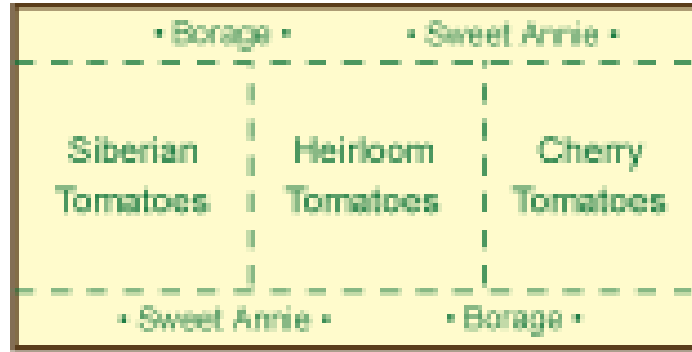 • Borage • • Sweet Annie •
Siberian Tomatoes
Heirloom Tomatoes
Cherry Tomatoes
• Sweet Annie • • Borage •